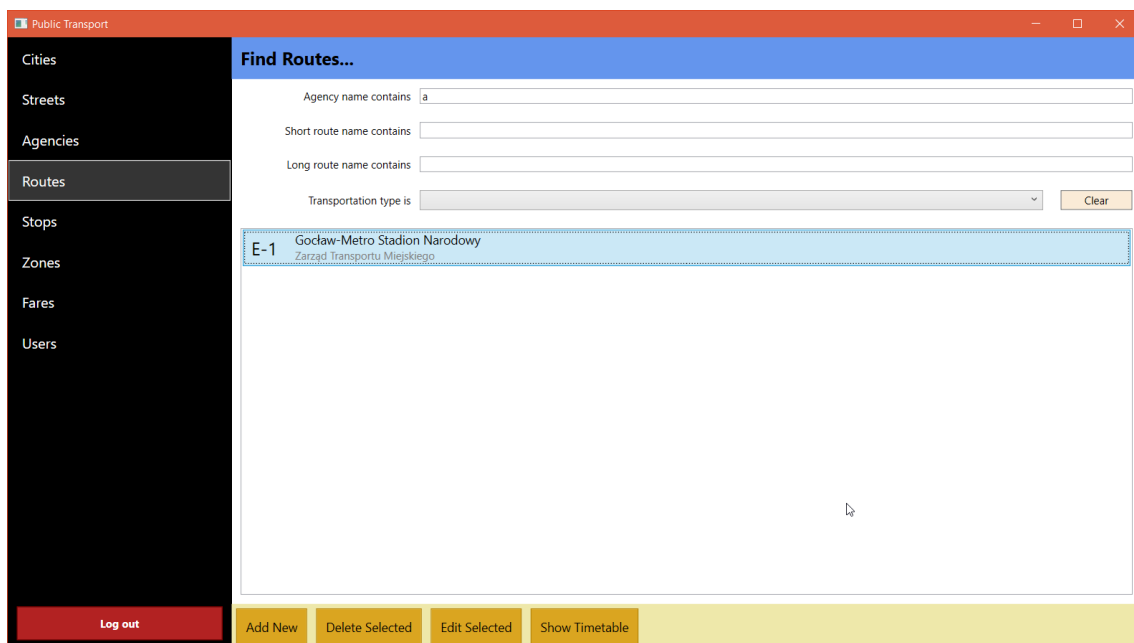 Public Transport
Cities
Streets
Agencies
Routes
Stops
Zones
Fares
Users
Log out
Find Routes...
Agency name contains a
Short route name contains
Long route name contains
Transportation type is Clear
E-1 Gocław-Metro Stadion Narodowy
Zarząd Transportu Miejskiego
Add New Delete Selected Edit Selected Show Timetable